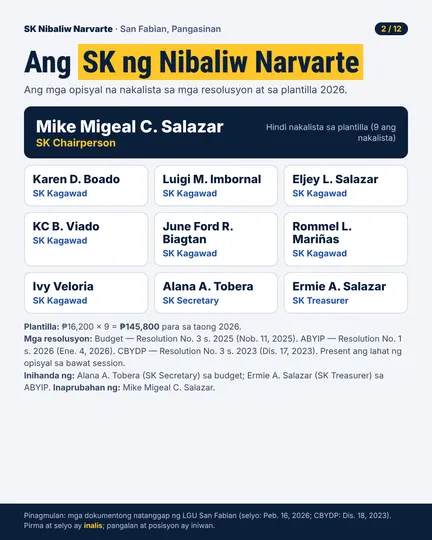 SK Nibaliw Narvarte · San Fabian, Pangasinan
2 / 12
Ang SK ng Nibaliw Narvarte
Ang mga opisyal na nakalista sa mga resolusyon at sa plantilla 2026.
Mike Migeal C. Salazar
SK Chairperson
Hindi nakalista sa plantilla (9 ang
nakalista)
Karen D. Boado
SK Kagawad
Luigi M. Imbornal
SK Kagawad
Eljey L. Salazar
SK Kagawad
KC B. Viado
SK Kagawad
June Ford R.
Biagtan
SK Kagawad
Rommel L.
Mariñas
SK Kagawad
Ivy Veloria
SK Kagawad
Alana A. Tobera
SK Secretary
Ermie A. Salazar
SK Treasurer
Plantilla: ₱16,200 × 9 = ₱145,800 para sa taong 2026.
Mga resolusyon: Budget — Resolution No. 3 s. 2025 (Nob. 11, 2025). ABYIP — Resolution No. 1
s. 2026 (Ene. 4, 2026). CBYDP — Resolution No. 3 s. 2023 (Dis. 17, 2023). Present ang lahat ng
opisyal sa bawat session.
Inihanda ng: Alana A. Tobera (SK Secretary) sa budget; Ermie A. Salazar (SK Treasurer) sa
ABYIP. Inaprubahan ng: Mike Migeal C. Salazar.
Pinagmulan: mga dokumentong natanggap ng LGU San Fabian (selyo: Peb. 16, 2026; CBYDP: Dis. 18, 2023).
Pirma at selyo ay inalis; pangalan at posisyon ay iniwan.